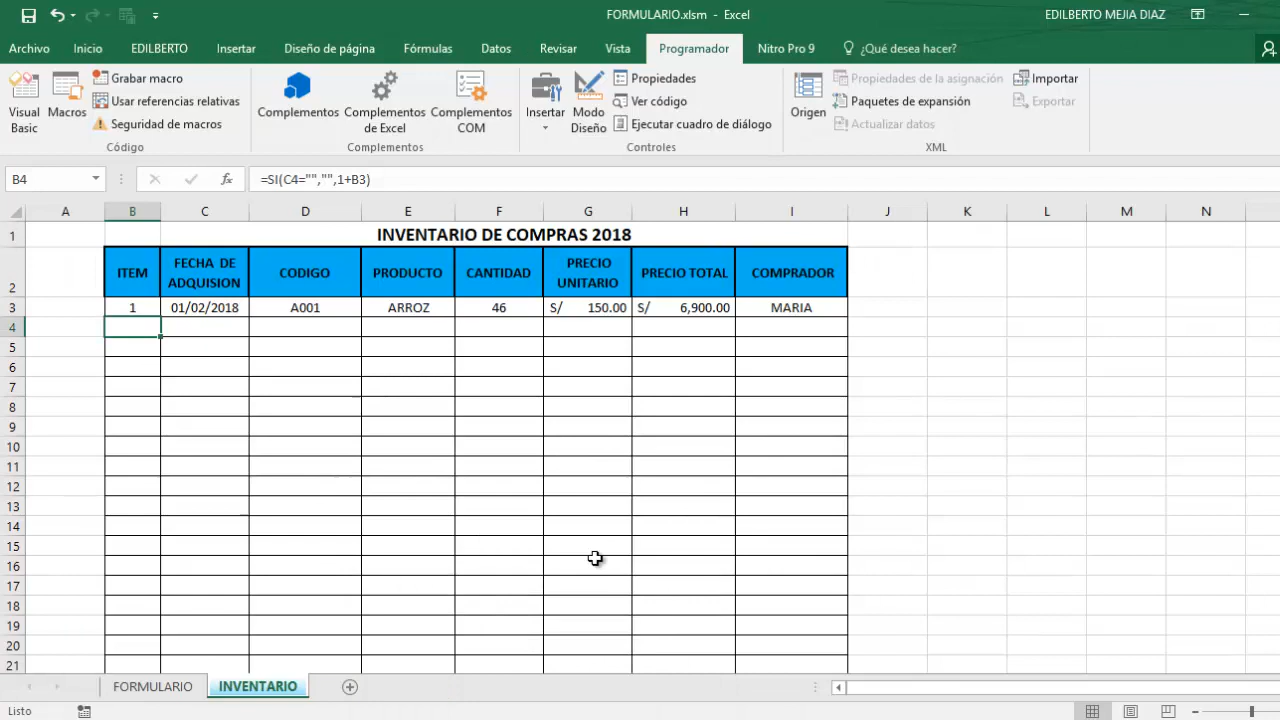 FORMULARIO.xlsm - Excel
EDILBERTO MEJIA DIAZ
Archivo Inicio EDILBERTO Insertar Diseño de página Fórmulas Datos Revisar Vista Programador Nitro Pro 9 ¿Qué desea hacer?
Visual Basic
Macros
Grabar macro
Usar referencias relativas
Seguridad de macros
Código
Complementos
Complementos de Excel
Complementos COM
Complementos
Insertar
Modo Diseño
Propiedades
Ver código
Ejecutar cuadro de diálogo
Controles
Origen
Propiedades de la asignación
Paquetes de expansión
Actualizar datos
Importar
Exportar
XML
B4 fx =SI(C4="","",1+B3)
A B C D E F G H I J K L M N
1 INVENTARIO DE COMPRAS 2018
2 ITEM FECHA DE ADQUISION CODIGO PRODUCTO CANTIDAD PRECIO UNITARIO PRECIO TOTAL COMPRADOR
3 1 01/02/2018 A001 ARROZ 46 S/ 150.00 S/ 6,900.00 MARIA
4
5
6
7
8
9
10
11
12
13
14
15
16
17
18
19
20
21
FORMULARIO INVENTARIO
Listo